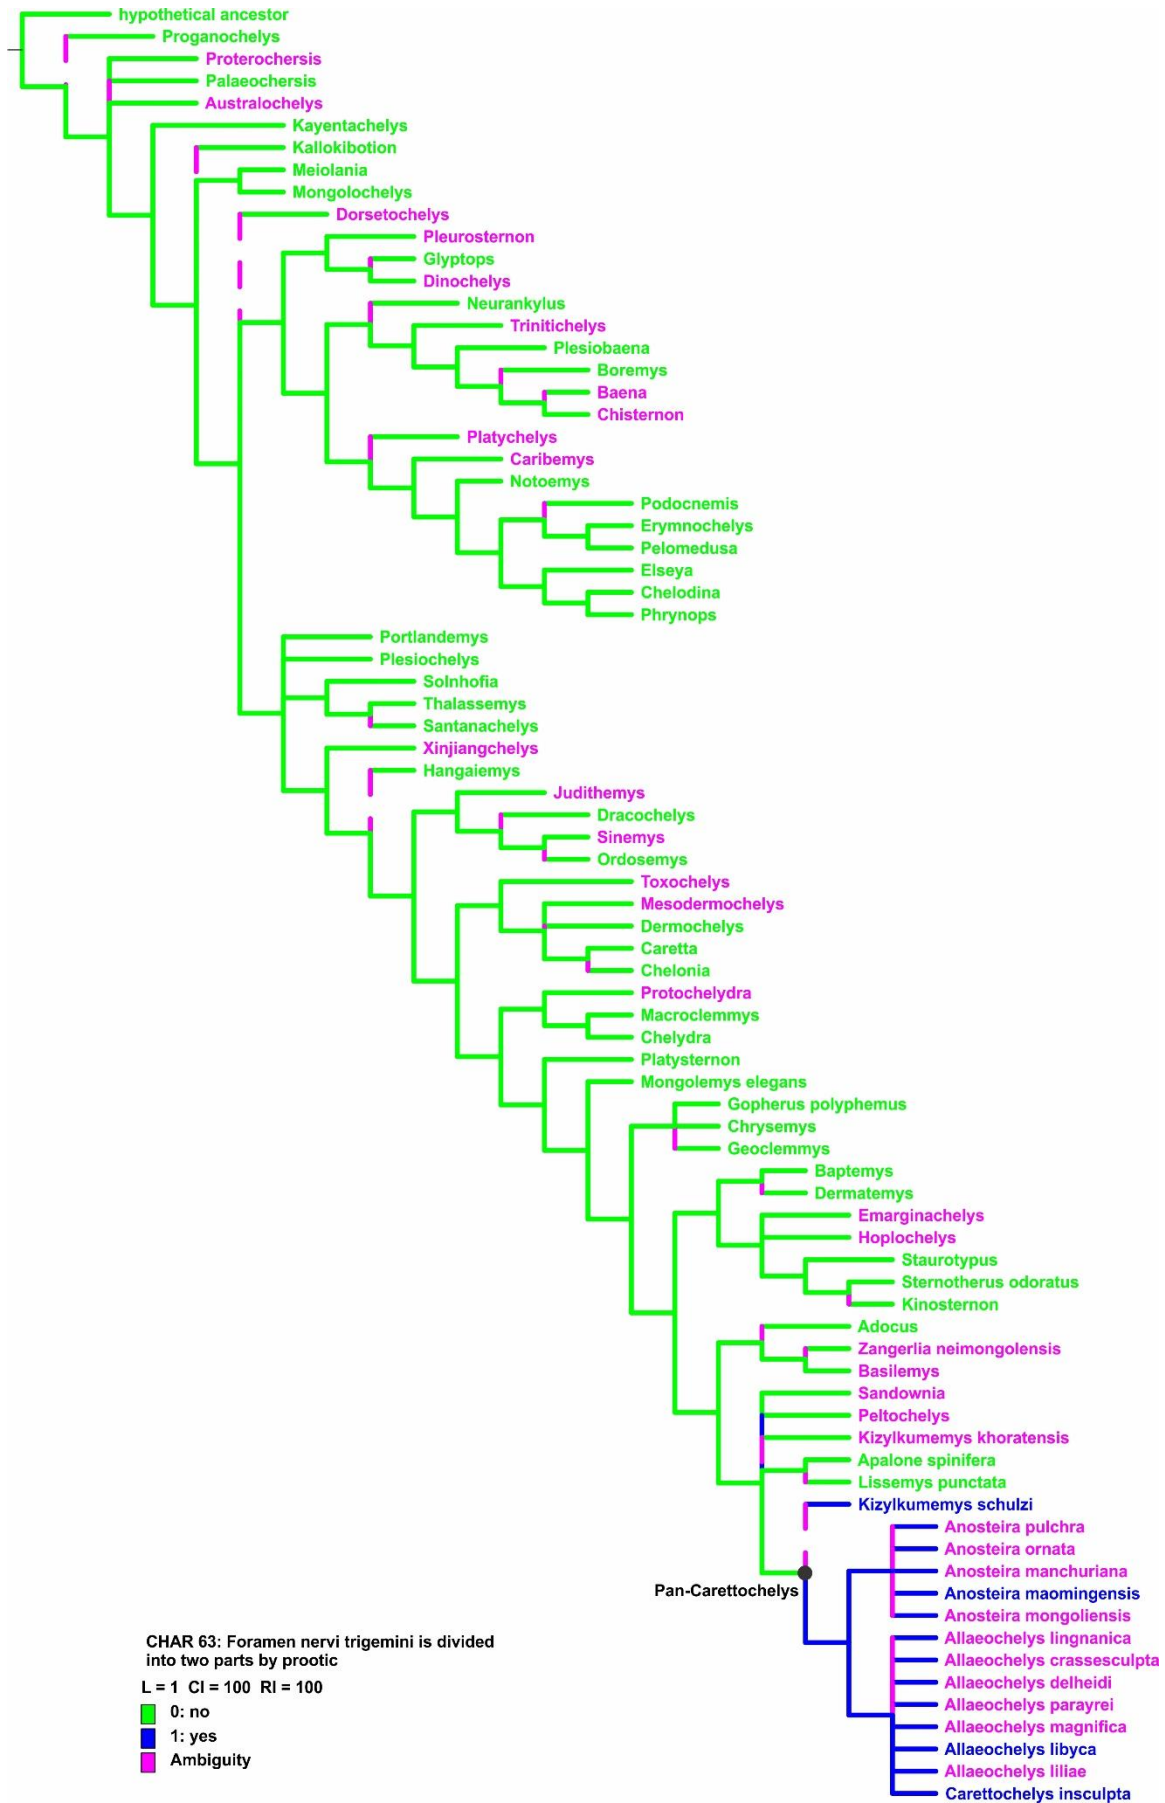 hypothetical ancestor
Proganochelys
Proterochersis
Palaeochersis
Australochelys
Kayentachelys
Kallokibotion
Meiolania
Mongolochelys
Dorsetochelys
Pleurosternon
Glyptops
Dinochelys
Neurankylus
Trinitichelys
Plesiobaena
Boremys
Baena
Chisternon
Platychelys
Caribemys
Notoemys
Podocnemis
Erymnochelys
Pelomedusa
Elseya
Chelodina
Phrynops
Portlandemys
Plesiochelys
Solnhofia
Thalassemys
Santanachelys
Xinjiangchelys
Hangaiemys
Judithemys
Dracochelys
Sinemys
Ordosemys
Toxochelys
Mesodermochelys
Dermochelys
Caretta
Chelonia
Protochelydra
Macroclemmys
Chelydra
Platysternon
Mongolemys elegans
Gopherus polyphemus
Chrysemys
Geoclemmys
Baptemys
Dermatemys
Emarginachelys
Hoplochelys
Staurotypus
Sternotherus odoratus
Kinosternon
Adocus
Zangerlia neimongolensis
Basilemys
Sandownia
Peltochelys
Kizylkumemys khoratensis
Apalone spinifera
Lissemys punctata
Kizylkumemys schulzi
Anosteira pulchra
Anosteira ornata
Anosteira manchuriana
Pan-Carettochelys
Anosteira maomingensis
Anosteira mongoliensis
Allaeochelys lingnanica
Allaeochelys crassesculpta
Allaeochelys delheidi
Allaeochelys parayrei
Allaeochelys magnifica
Allaeochelys libyca
Allaeochelys liliae
Carettochelys insculpta
CHAR 63: Foramen nervi trigemini is divided
into two parts by prootic
L = 1 CI = 100 RI = 100
0: no
1: yes
Ambiguity